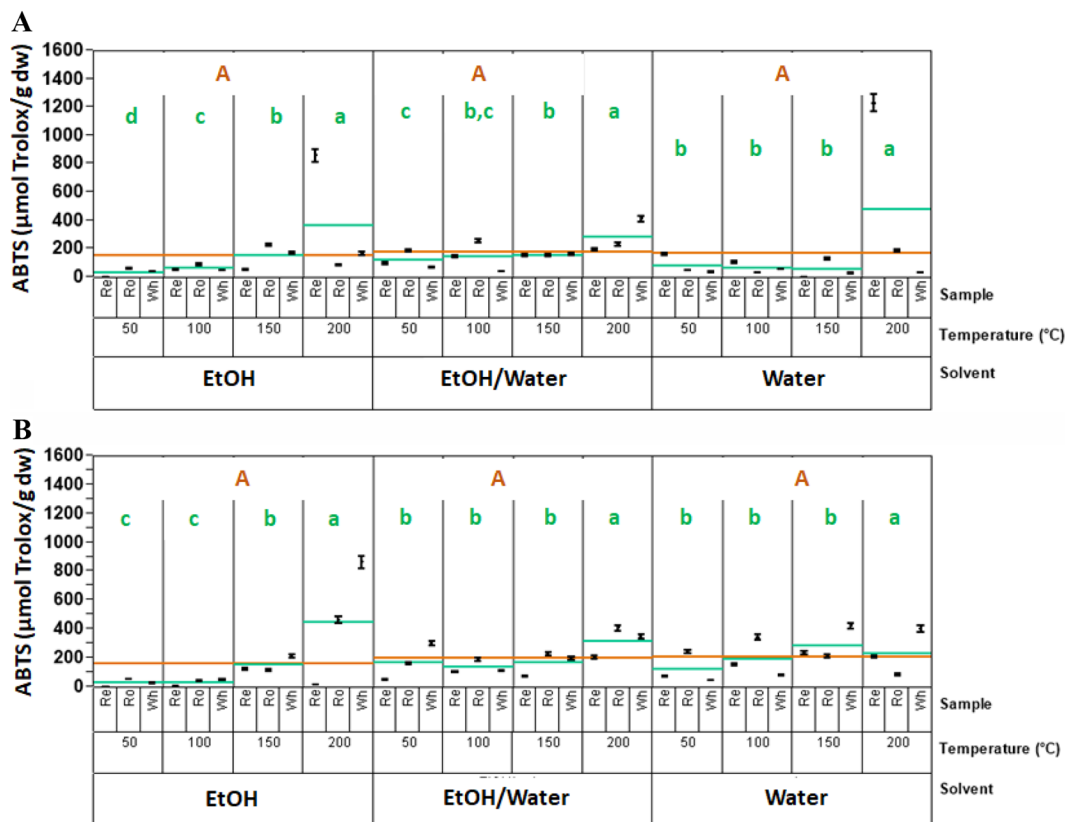 A
ABTS (µmol Trolox/g dw)
1600
1400
1200
1000
800
600
400
200
0
A A A
d c b a c b,c b a b b b a
Re Ro Wh Re Ro Wh Re Ro Wh Re Ro Wh Re Ro Wh Re Ro Wh Re Ro Wh Re Ro Wh Re Ro Wh Re Ro Wh Re Ro Wh Re Ro Wh Sample
50 100 150 200 50 100 150 200 50 100 150 200 Temperature (°C)
EtOH EtOH/Water Water Solvent
B
ABTS (µmol Trolox/g dw)
1600
1400
1200
1000
800
600
400
200
0
A A A
c c b a b b b a b b b a
Re Ro Wh Re Ro Wh Re Ro Wh Re Ro Wh Re Ro Wh Re Ro Wh Re Ro Wh Re Ro Wh Re Ro Wh Re Ro Wh Re Ro Wh Re Ro Wh Sample
50 100 150 200 50 100 150 200 50 100 150 200 Temperature (°C)
EtOH EtOH/Water Water Solvent